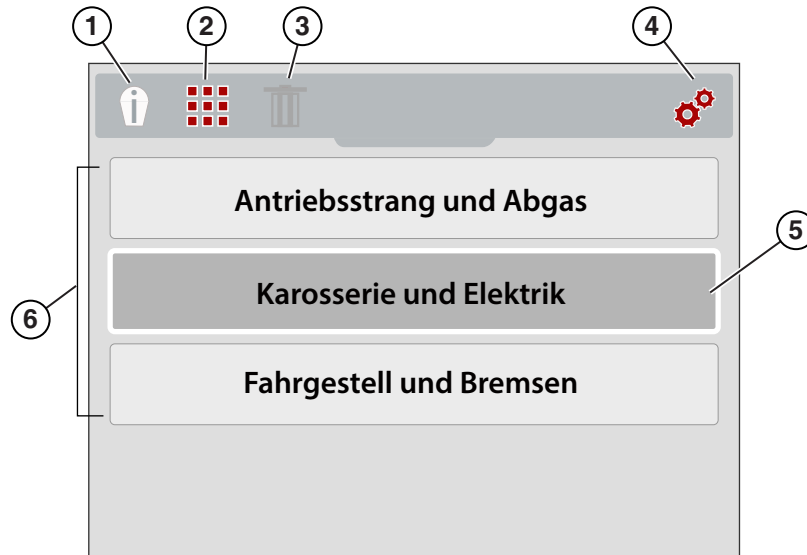 1
2
3
4
Antriebsstrang und Abgas
5
Karosserie und Elektrik
6
Fahrgestell und Bremsen